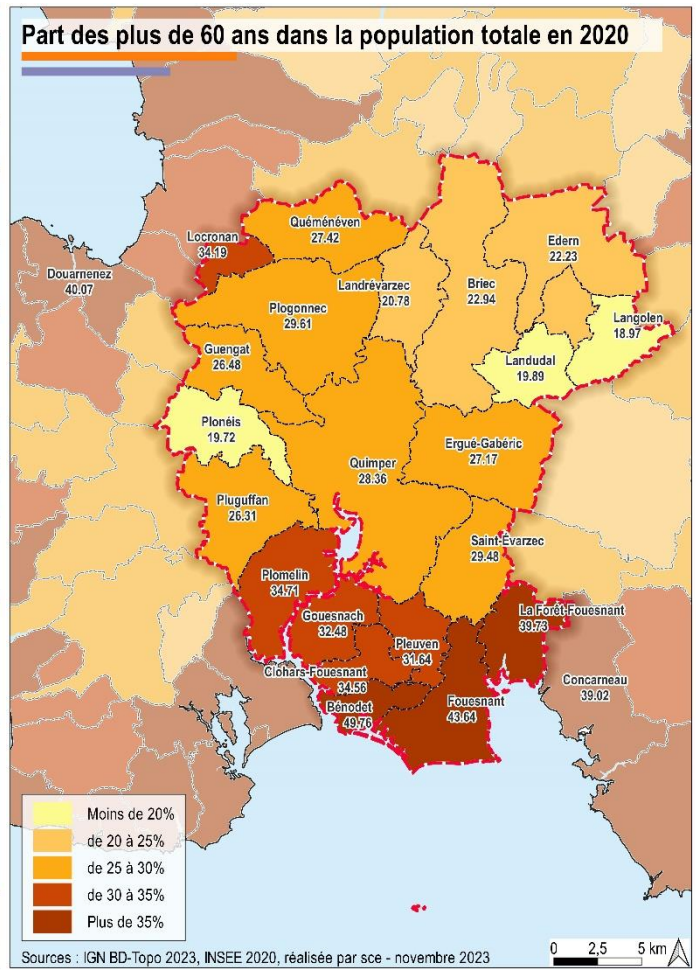 Part des plus de 60 ans dans la population totale en 2020
Quéménéven
27.42
Locronan
34.19
Edern
22.23
Douarnenez
40.07
Landrévarzec
20.78
Briec
22.94
Plogonnec
29.61
Langolen
18.97
Guengat
26.48
Landudal
19.89
Plonéis
19.72
Ergué-Gabéric
27.17
Quimper
28.36
Pluguffan
26.31
Saint-Évarzec
29.48
Plomelin
34.71
La Forêt-Fouesnant
39.73
Gouesnach
32.48
Pleuven
31.64
Clohars-Fouesnant
34.56
Concarneau
39.02
Bénodet
49.76
Fouesnant
43.64
Moins de 20%
de 20 à 25%
de 25 à 30%
de 30 à 35%
Plus de 35%
Sources : IGN BD-Topo 2023, INSEE 2020, réalisée par sce - novembre 2023
0 2,5 5 km